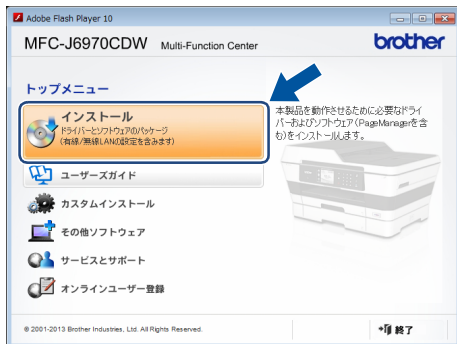 Adobe Flash Player 10
MFC-J6970CDW Multi-Function Center
brother
トップメニュー
インストール
ドライバーとソフトウェアのパッケージ
(有線/無線LANの設定を含みます)
本製品を動作させるために必要なドライ
バーおよびソフトウェア(PageManagerを含
む)をインストールします。
ユーザーズガイド
カスタムインストール
その他ソフトウェア
サービスとサポート
オンラインユーザー登録
© 2001-2013 Brother Industries, Ltd. All Rights Reserved.
終了